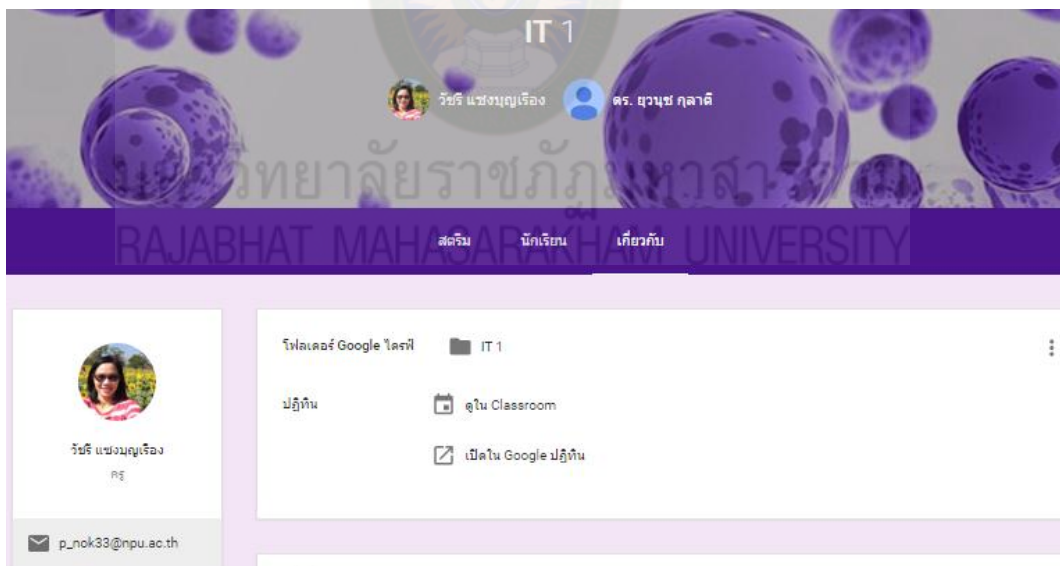 IT 1
วัชรี แซงบุญเรือง ดร. ยุวนุช กุลาตี
มหาวิทยาลัยราชภัฏมหาสารคาม
RAJABHAT MAHASARAKHAM UNIVERSITY
สตรีม นักเรียน เกี่ยวกับ
โฟลเดอร์ Google ไดรฟ์ IT 1
ปฏิทิน ดูใน Classroom
เปิดใน Google ปฏิทิน
วัชรี แซงบุญเรือง
ครู
p_nok33@npu.ac.th